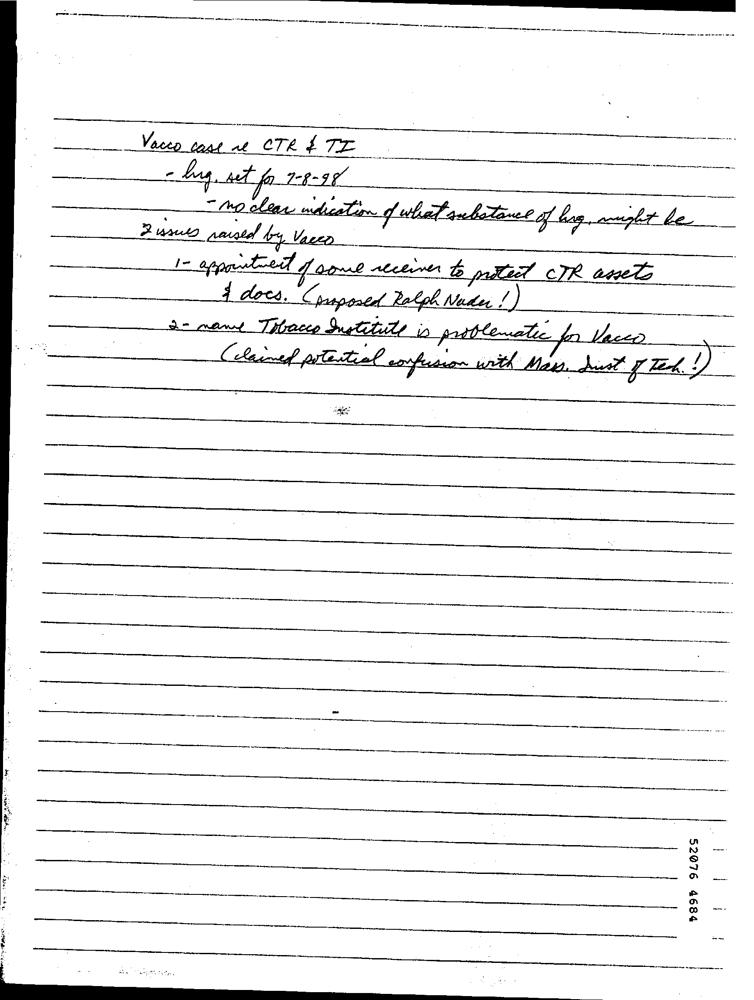 Vacco case re CTR & TI
- hrg. set for 7-8-98
- no clear indication of what substance of hrg. might be
2 issues raised by Vacco
1- appointment of some receiver to protect CTR assets
& docs. (proposed Ralph Nader!)
2- name Tobacco Institute is problematic for Vacco
(claimed potential confusion with Mass. Inst of Tech.!)
52076 4684